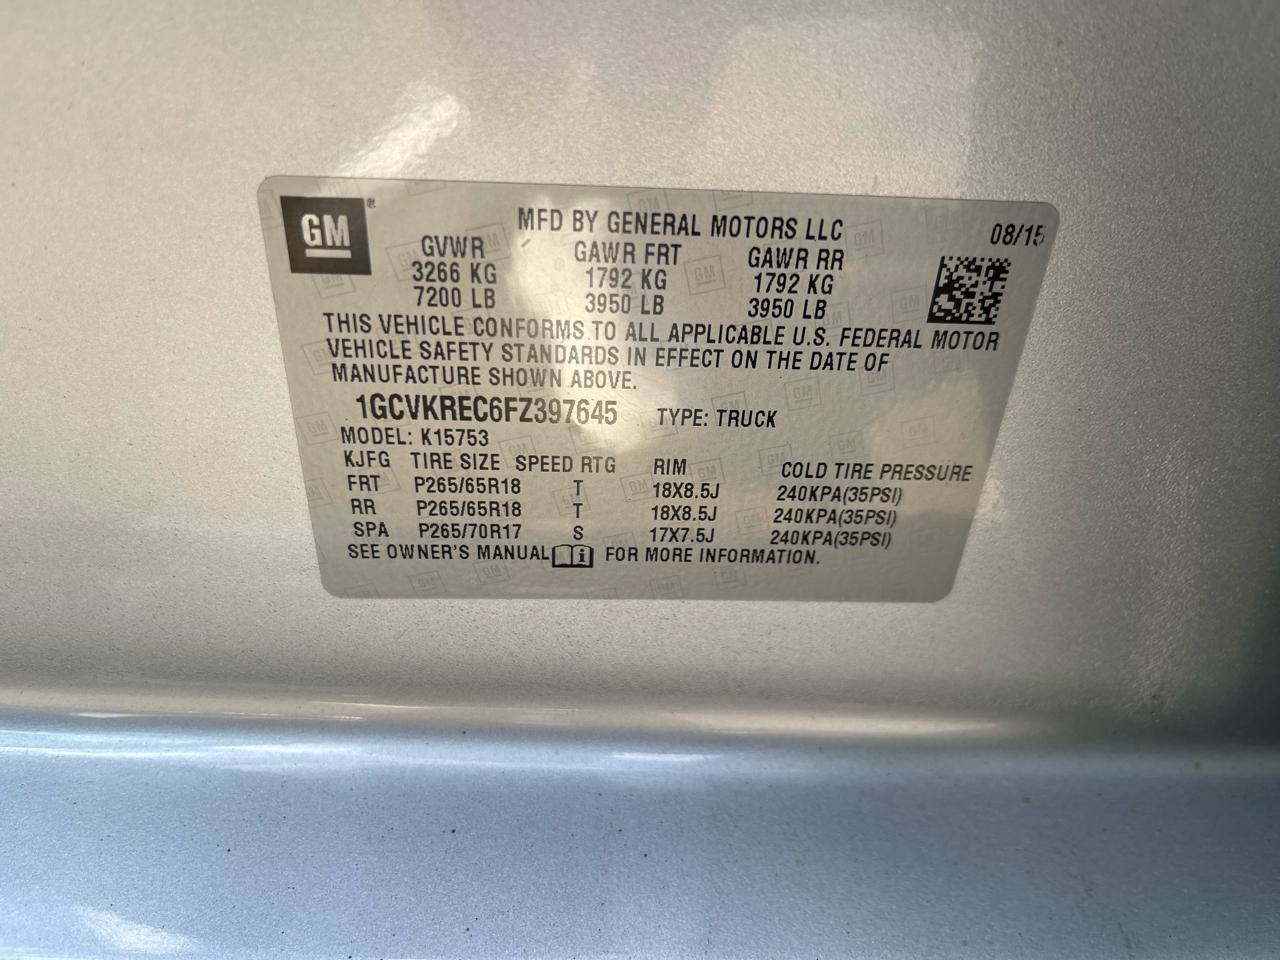 GM ®
MFD BY GENERAL MOTORS LLC 08/15
GVWR GAWR FRT GAWR RR
3266 KG 1792 KG 1792 KG
7200 LB 3950 LB 3950 LB
THIS VEHICLE CONFORMS TO ALL APPLICABLE U.S. FEDERAL MOTOR
VEHICLE SAFETY STANDARDS IN EFFECT ON THE DATE OF
MANUFACTURE SHOWN ABOVE.
1GCVKREC6FZ397645 TYPE: TRUCK
MODEL: K15753
KJFG TIRE SIZE SPEED RTG RIM COLD TIRE PRESSURE
FRT P265/65R18 T 18X8.5J 240KPA(35PSI)
RR P265/65R18 T 18X8.5J 240KPA(35PSI)
SPA P265/70R17 S 17X7.5J 240KPA(35PSI)
SEE OWNER'S MANUAL i FOR MORE INFORMATION.